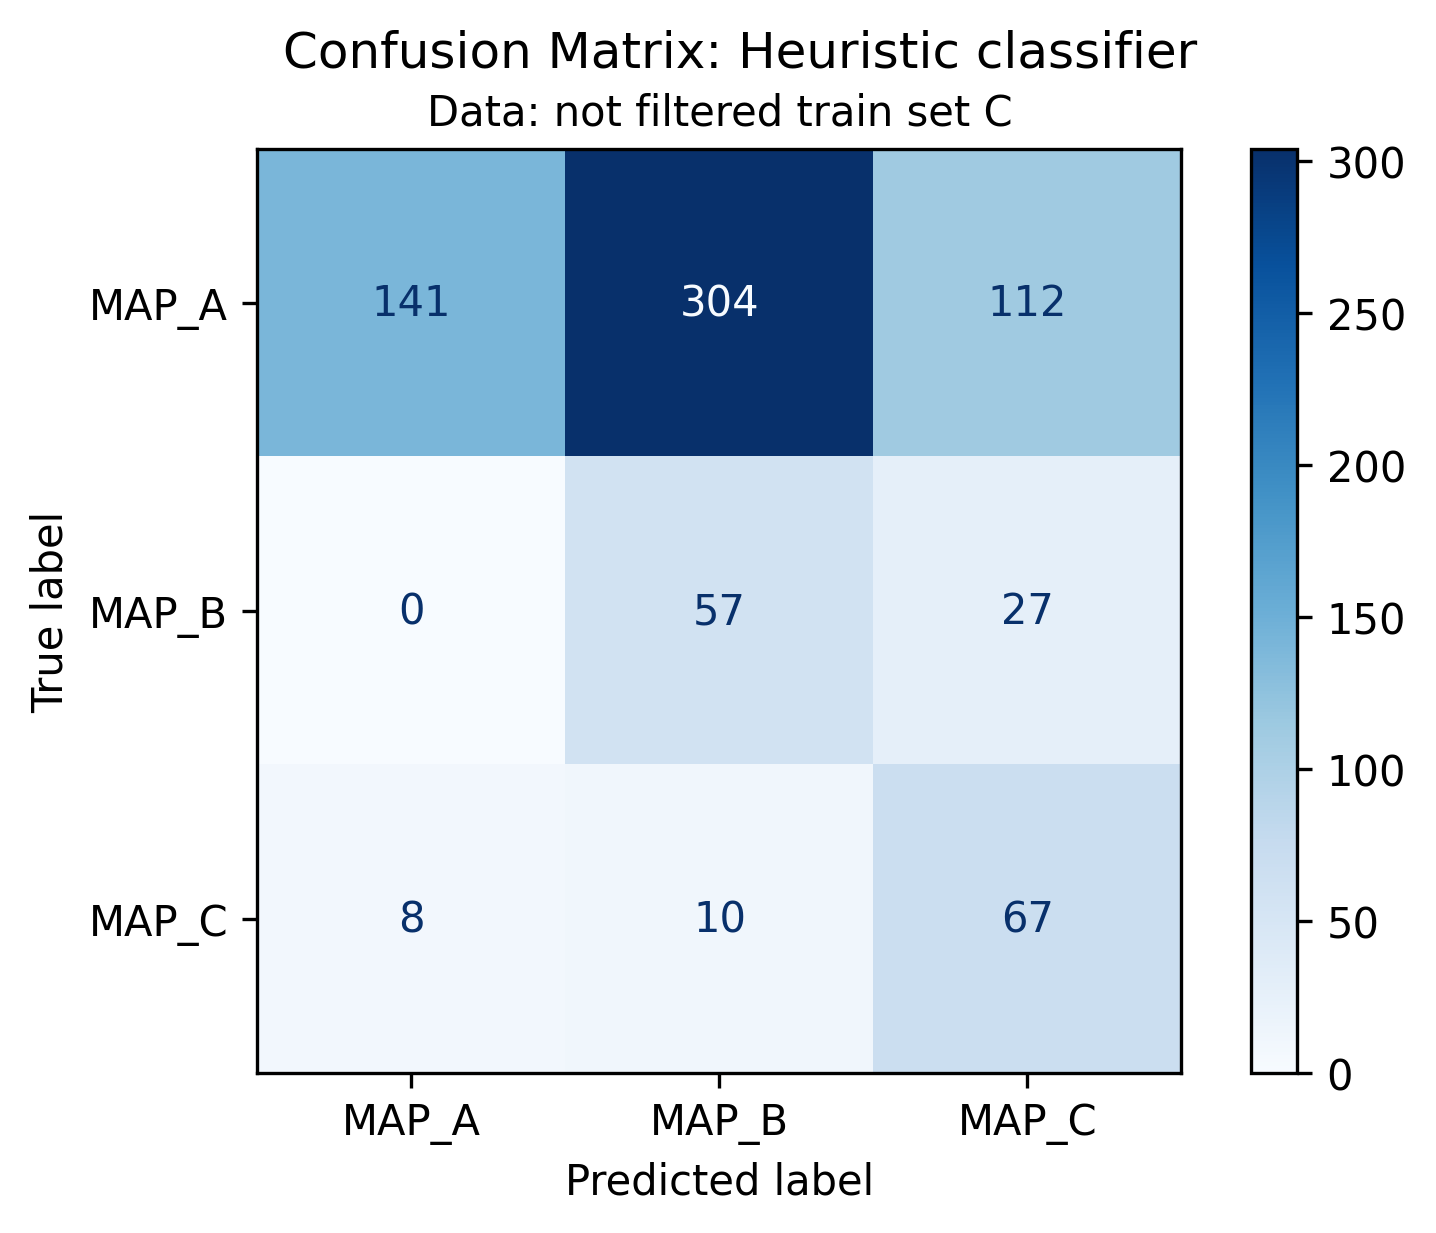 Confusion Matrix: Heuristic classifier
Data: not filtered train set C
True label
MAP_A
141 304 112
MAP_B
0 57 27
MAP_C
8 10 67
MAP_A MAP_B MAP_C
Predicted label
300
250
200
150
100
50
0